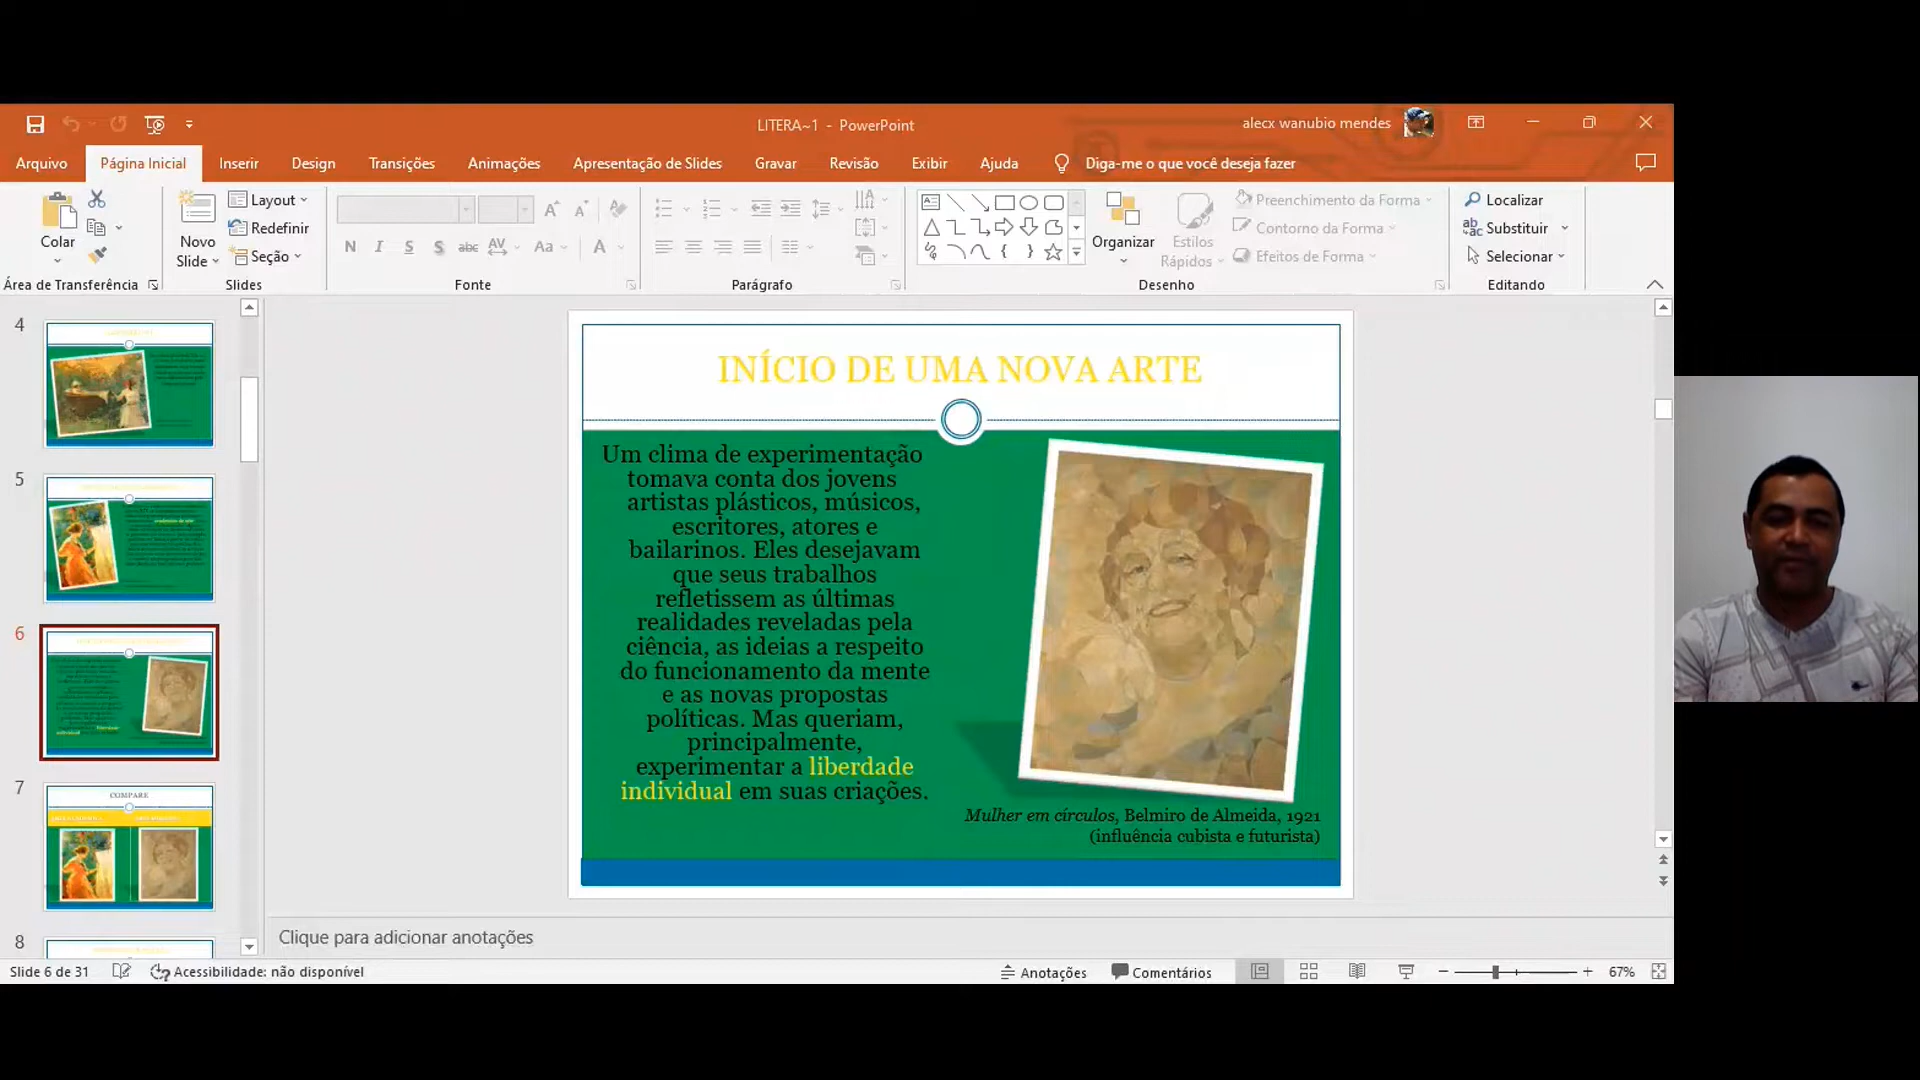 LITERA~1 - PowerPoint
alecx wanubio mendes
Arquivo
Página Inicial
Inserir
Design
Transições
Animações
Apresentação de Slides
Gravar
Revisão
Exibir
Ajuda
Diga-me o que você deseja fazer
Colar
Novo
Slide
Layout
Redefinir
Seção
N I S S abc AV Aa A
Organizar
Estilos
Rápidos
Preenchimento da Forma
Contorno da Forma
Efeitos de Forma
Localizar
Substituir
Selecionar
Área de Transferência
Slides
Fonte
Parágrafo
Desenho
Editando
4
5
6
7
COMPARE
8
INÍCIO DE UMA NOVA ARTE
Um clima de experimentação
tomava conta dos jovens
artistas plásticos, músicos,
escritores, atores e
bailarinos. Eles desejavam
que seus trabalhos
refletissem as últimas
realidades reveladas pela
ciência, as ideias a respeito
do funcionamento da mente
e as novas propostas
políticas. Mas queriam,
principalmente,
experimentar a liberdade
individual em suas criações.
Mulher em círculos, Belmiro de Almeida, 1921
(influência cubista e futurista)
Clique para adicionar anotações
Slide 6 de 31
Acessibilidade: não disponível
Anotações
Comentários
67%